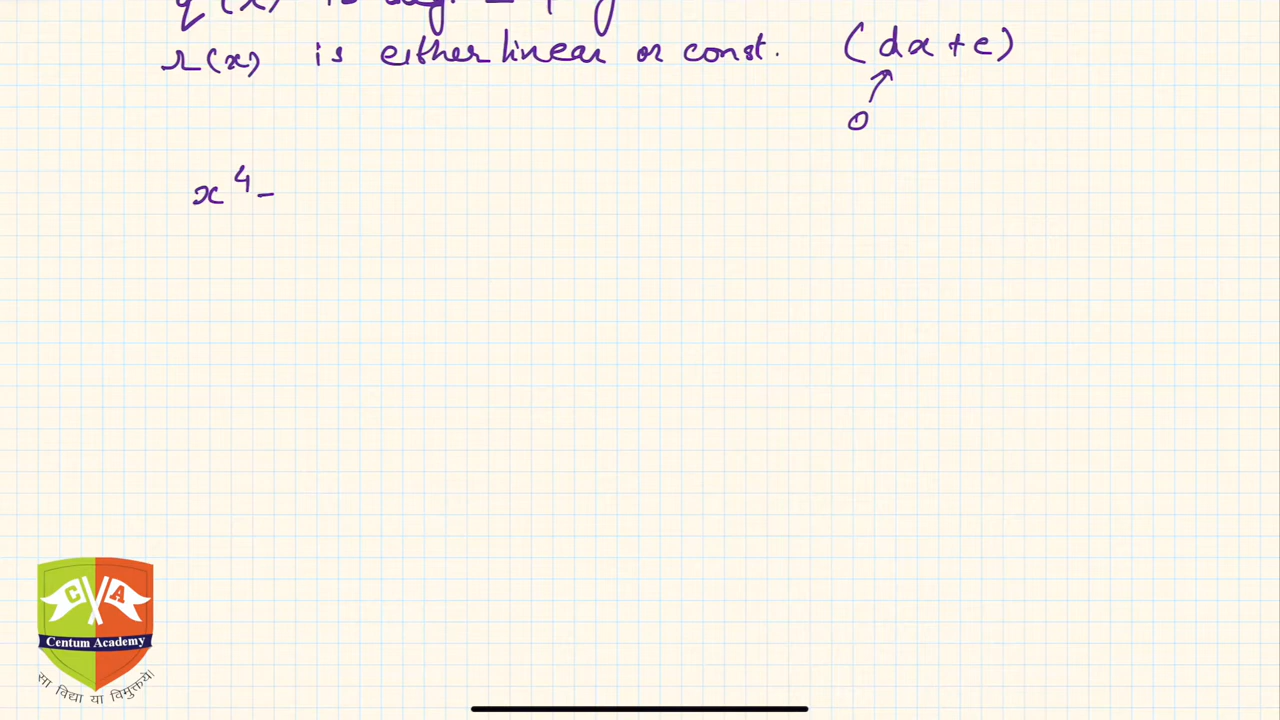 r(x) is either linear or const. (dx + e)
0
x⁴ -
C A
Centum Academy
सा विद्या या विमुक्तये।